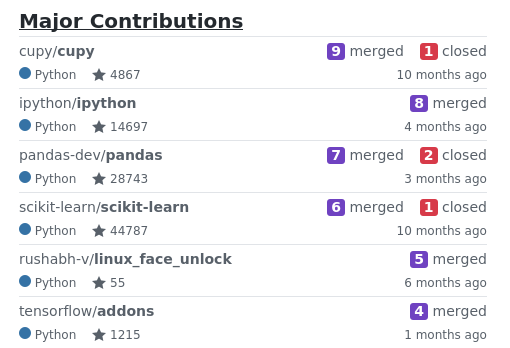 Major Contributions
cupy/cupy 9 merged 1 closed
Python 4867 10 months ago
ipython/ipython 8 merged
Python 14697 4 months ago
pandas-dev/pandas 7 merged 2 closed
Python 28743 3 months ago
scikit-learn/scikit-learn 6 merged 1 closed
Python 44787 10 months ago
rushabh-v/linux_face_unlock 5 merged
Python 55 6 months ago
tensorflow/addons 4 merged
Python 1215 1 months ago